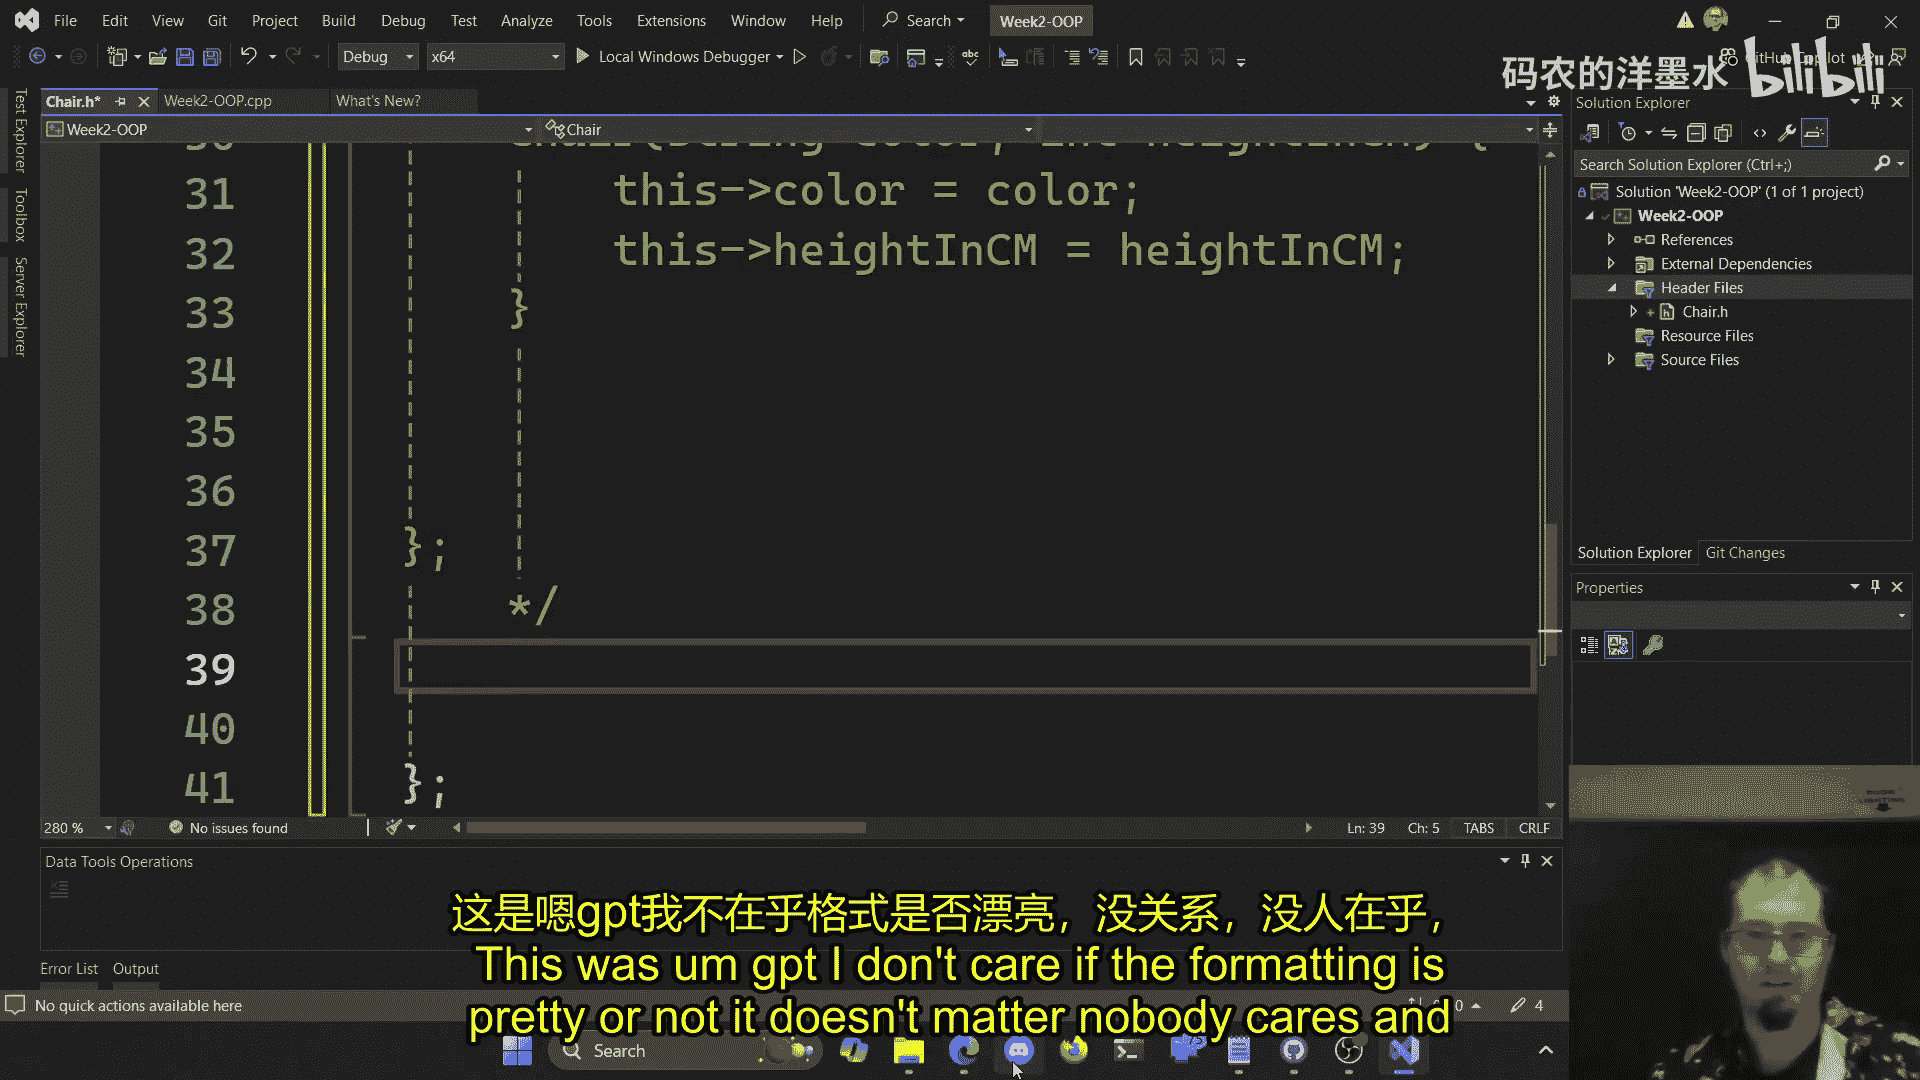 File Edit View Git Project Build Debug Test Analyze Tools Extensions Window Help Search Week2-OOP
Debug x64 Local Windows Debugger
码农的洋墨水 bilibili
Chair.h* Week2-OOP.cpp What's New?
Week2-OOP Chair
Test Explorer
Toolbox
Server Explorer
31 this->color = color;
32 this->heightInCM = heightInCM;
33 }
34
35
36
37 };
38 */
39
40
41 };
280 % No issues found Ln: 39 Ch: 5 TABS CRLF
Solution Explorer
Search Solution Explorer (Ctrl+;)
Solution 'Week2-OOP' (1 of 1 project)
Week2-OOP
References
External Dependencies
Header Files
Chair.h
Resource Files
Source Files
Solution Explorer Git Changes
Properties
Data Tools Operations
Error List Output
No quick actions available here
4
这是嗯gpt我不在乎格式是否漂亮，没关系，没人在乎，
This was um gpt I don't care if the formatting is
pretty or not it doesn't matter nobody cares and
Search